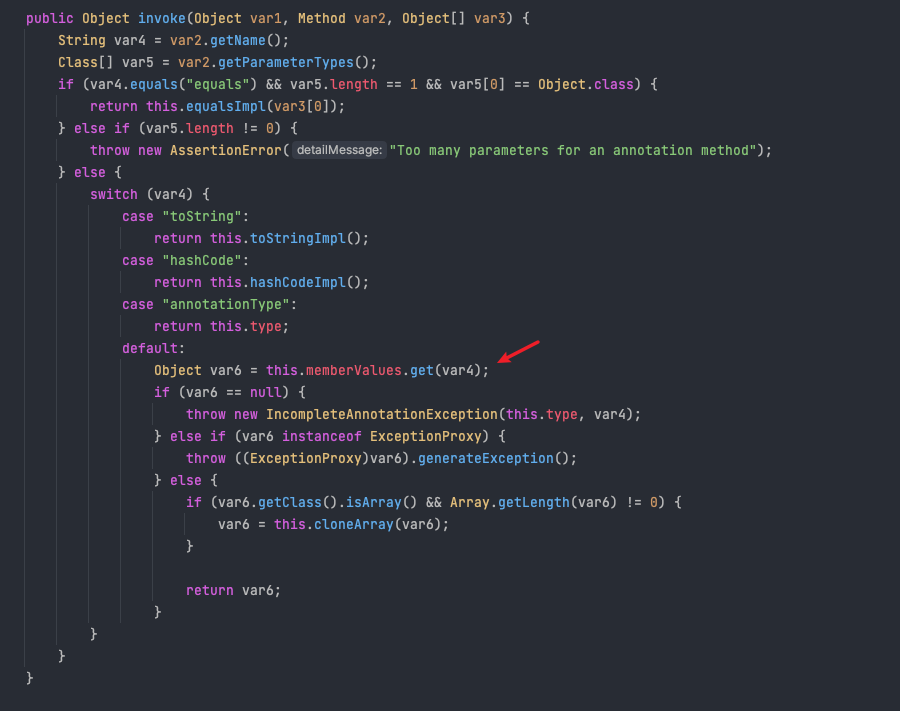 public Object invoke(Object var1, Method var2, Object[] var3) {
    String var4 = var2.getName();
    Class[] var5 = var2.getParameterTypes();
    if (var4.equals("equals") && var5.length == 1 && var5[0] == Object.class) {
        return this.equalsImpl(var3[0]);
    } else if (var5.length != 0) {
        throw new AssertionError( detailMessage: "Too many parameters for an annotation method");
    } else {
        switch (var4) {
            case "toString":
                return this.toStringImpl();
            case "hashCode":
                return this.hashCodeImpl();
            case "annotationType":
                return this.type;
            default:
                Object var6 = this.memberValues.get(var4);
                if (var6 == null) {
                    throw new IncompleteAnnotationException(this.type, var4);
                } else if (var6 instanceof ExceptionProxy) {
                    throw ((ExceptionProxy)var6).generateException();
                } else {
                    if (var6.getClass().isArray() && Array.getLength(var6) != 0) {
                        var6 = this.cloneArray(var6);
                    }

                    return var6;
                }
        }
    }
}